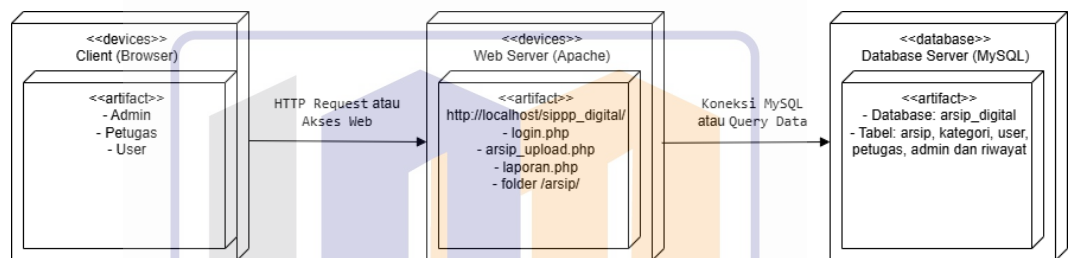 <<devices>>
Client (Browser)
<<artifact>>
- Admin
- Petugas
- User
HTTP Request atau
Akses Web
<<devices>>
Web Server (Apache)
<<artifact>>
http://localhost/sippp_digital/
- login.php
- arsip_upload.php
- laporan.php
- folder /arsip/
Koneksi MySQL
atau Query Data
<<database>>
Database Server (MySQL)
<<artifact>>
- Database: arsip_digital
- Tabel: arsip, kategori, user,
petugas, admin dan riwayat